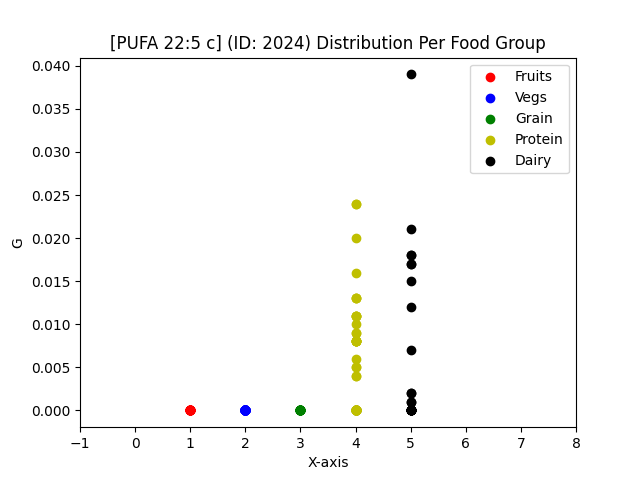 [PUFA 22:5 c] (ID: 2024) Distribution Per Food Group
0.040
0.035
0.030
0.025
0.020
0.015
0.010
0.005
0.000
G
Fruits
Vegs
Grain
Protein
Dairy
−1 0 1 2 3 4 5 6 7 8
X-axis